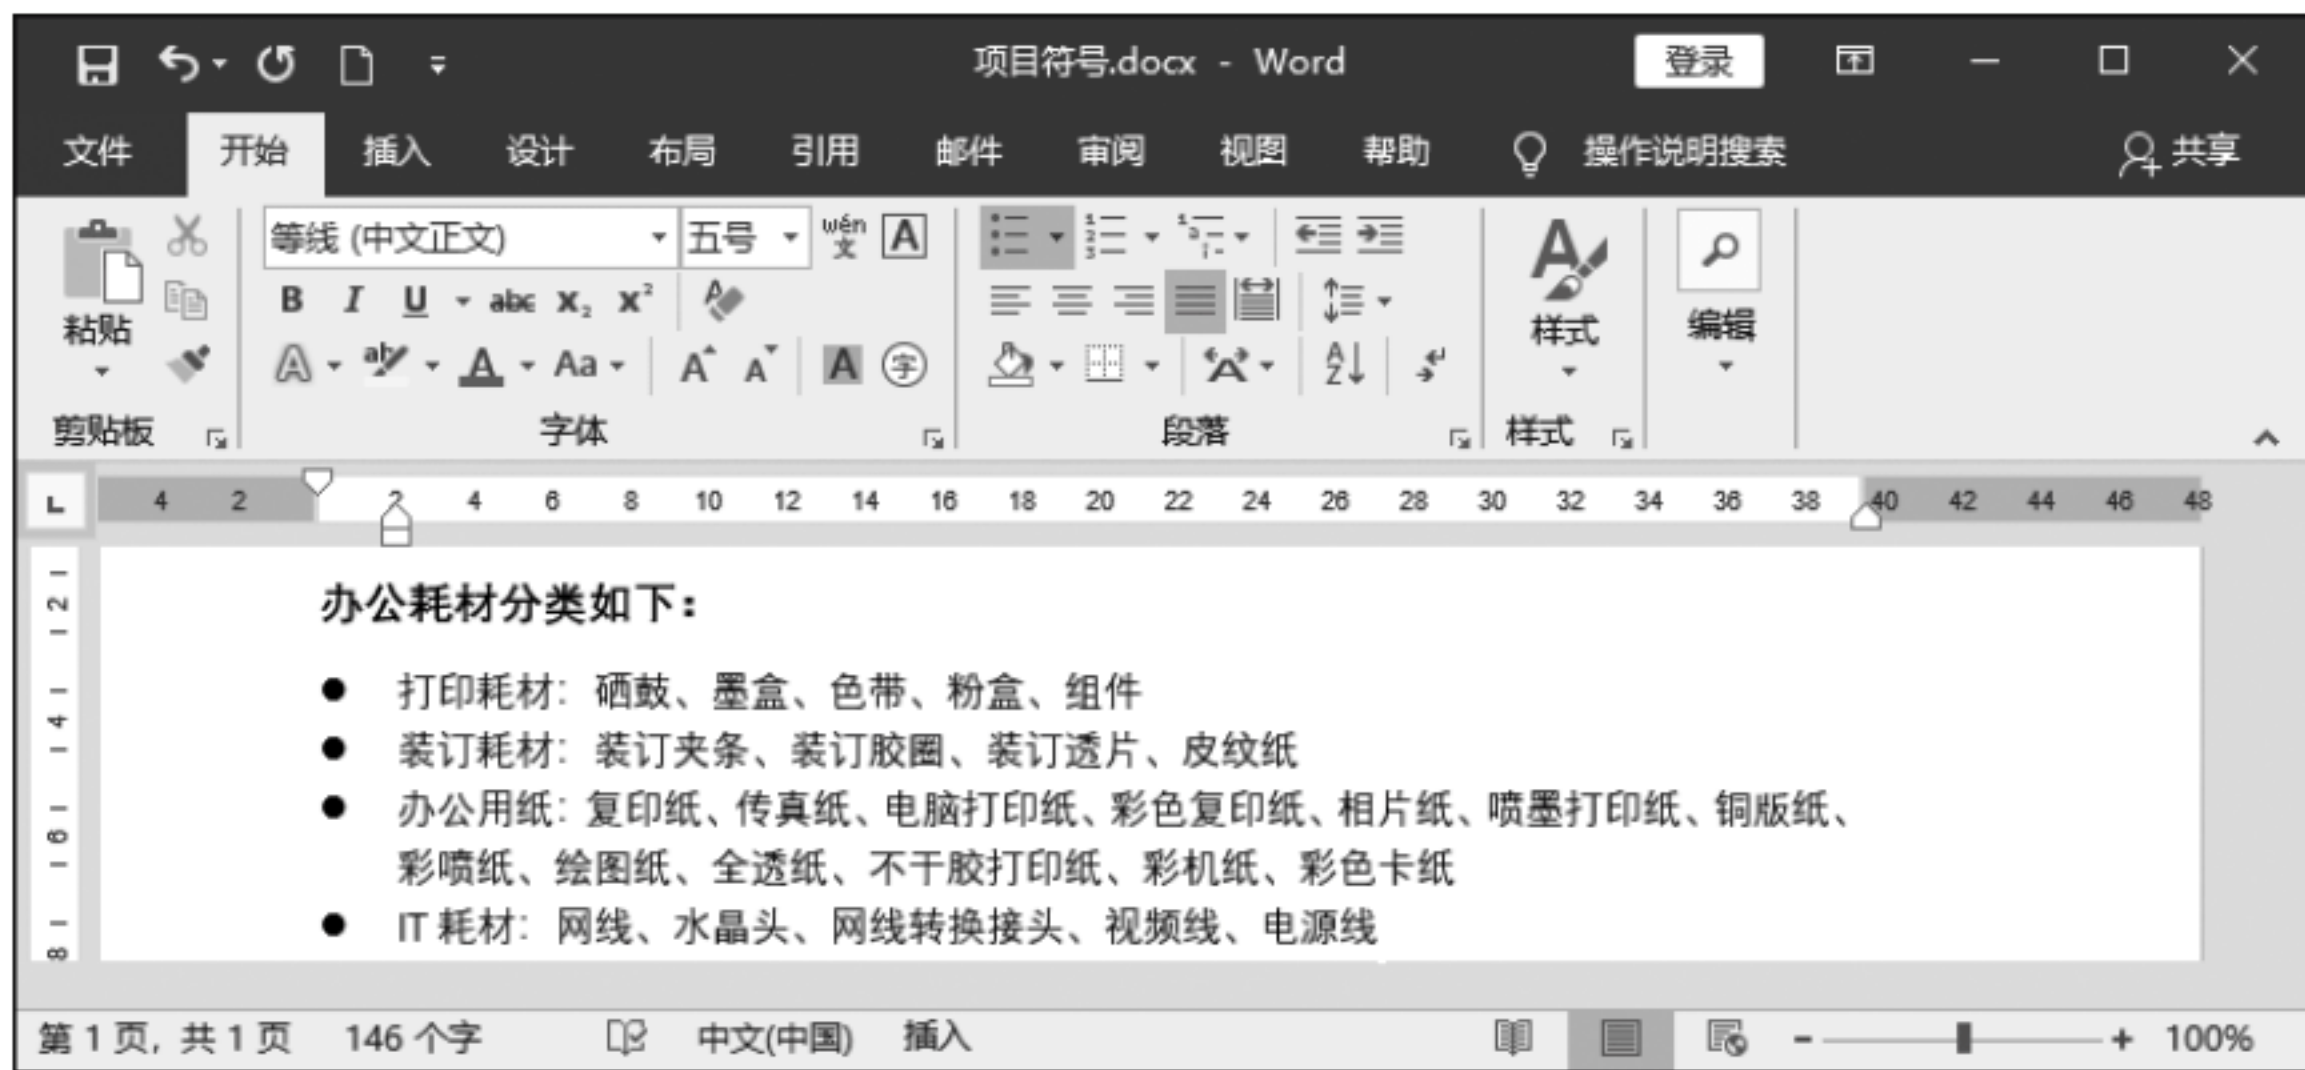 项目符号.docx - Word
登录
文件 开始 插入 设计 布局 引用 邮件 审阅 视图 帮助 操作说明搜索 共享
粘贴
剪贴板
等线 (中文正文) 五号 wén 文 A
B I U abc X₂ X²
A aby A Aa A A A 字
字体
A Z
段落
样式
样式
编辑
L 4 2 2 4 6 8 10 12 14 16 18 20 22 24 26 28 30 32 34 36 38 40 42 44 46 48
2
4
6
8
办公耗材分类如下：
● 打印耗材：硒鼓、墨盒、色带、粉盒、组件
● 装订耗材：装订夹条、装订胶圈、装订透片、皮纹纸
● 办公用纸：复印纸、传真纸、电脑打印纸、彩色复印纸、相片纸、喷墨打印纸、铜版纸、
彩喷纸、绘图纸、全透纸、不干胶打印纸、彩机纸、彩色卡纸
● IT 耗材：网线、水晶头、网线转换接头、视频线、电源线
第 1 页, 共 1 页 146 个字 中文(中国) 插入 - + 100%